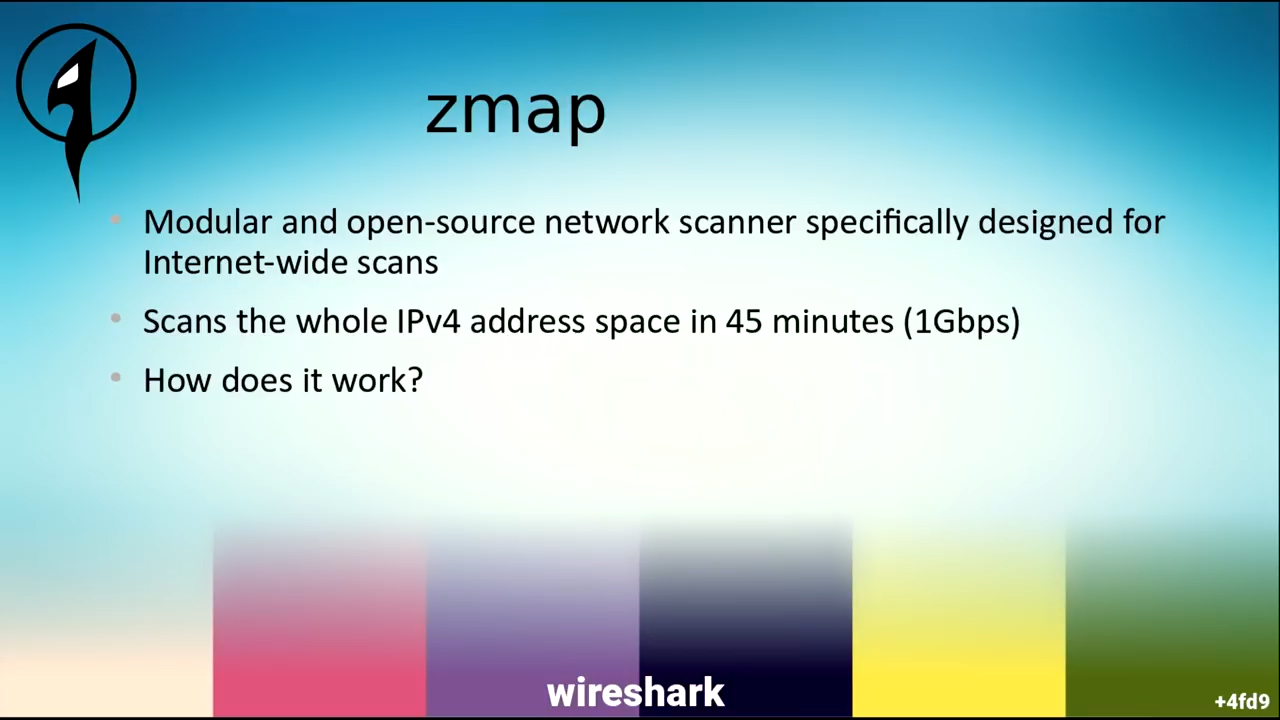 zmap
• Modular and open-source network scanner specifically designed for
Internet-wide scans
• Scans the whole IPv4 address space in 45 minutes (1Gbps)
• How does it work?
wireshark
+4fd9